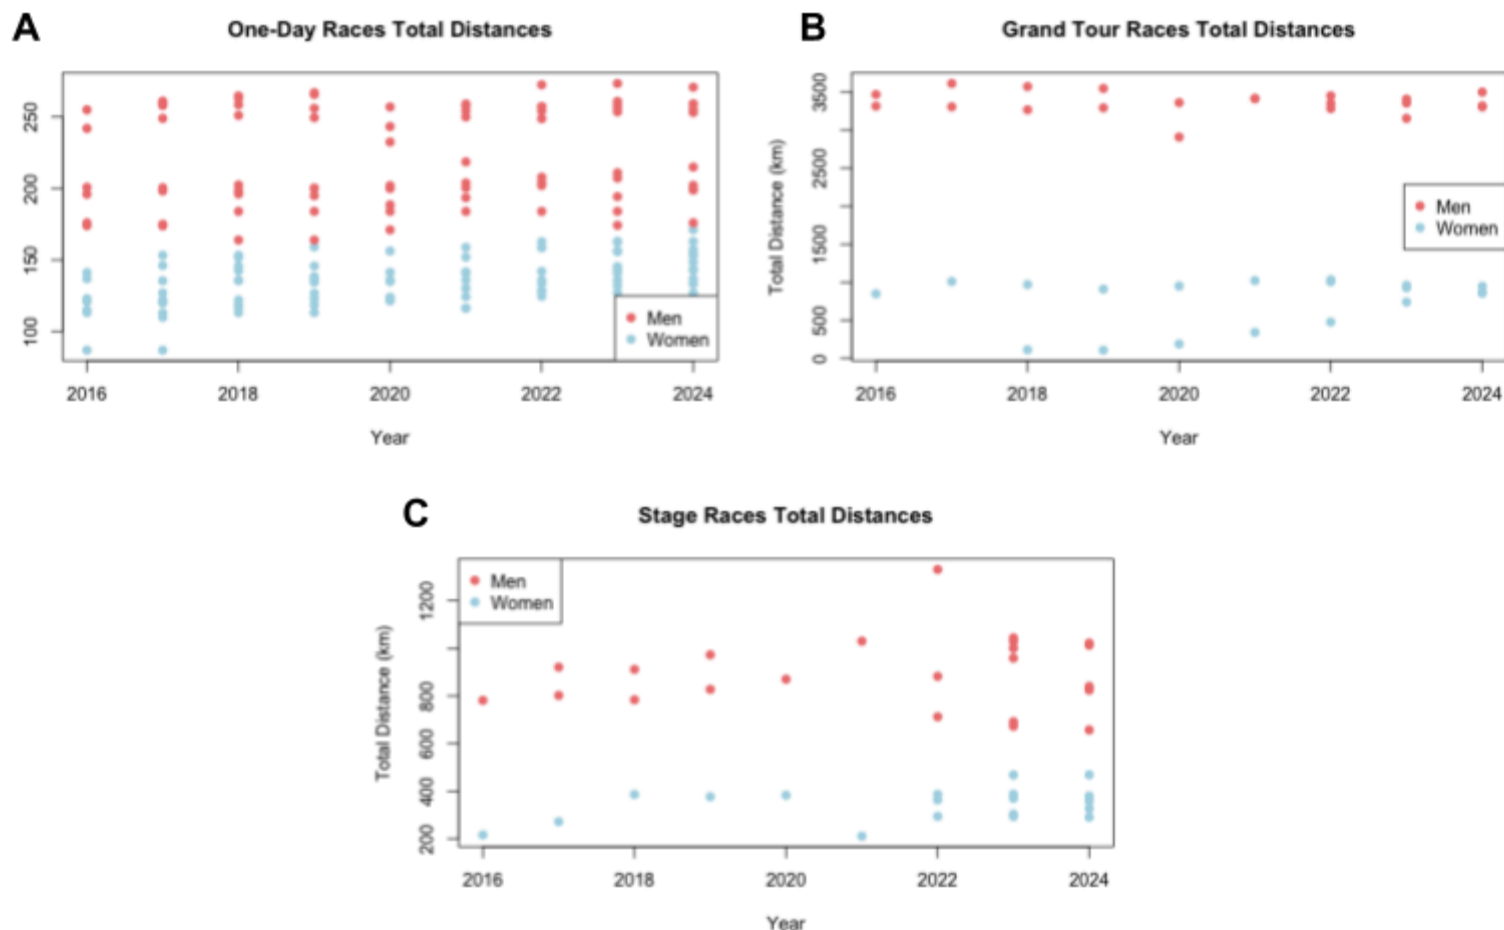 A
One-Day Races Total Distances
250
200
150
100
Men
Women
2016 2018 2020 2022 2024
Year
B
Grand Tour Races Total Distances
Total Distance (km)
3500
2500
1500
500
0
Men
Women
2016 2018 2020 2022 2024
Year
C
Stage Races Total Distances
Total Distance (km)
1200
800
600
400
200
Men
Women
2016 2018 2020 2022 2024
Year